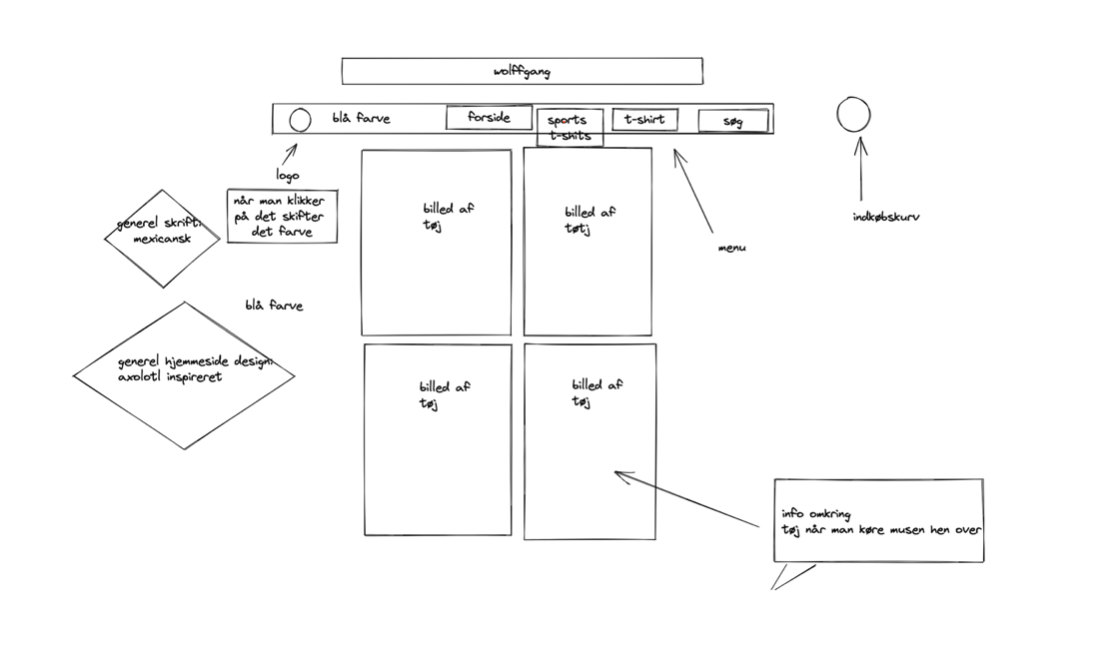 wolffgang
blå farve
forside
sports
t-shits
t-shirt
søg
logo
når man klikker
på det skifter
det farve
generel skrift:
mexicansk
billed af
tøj
billed af
tøtj
menu
indkøbskurv
blå farve
generel hjemmeside design:
axolotl inspireret
billed af
tøj
billed af
tøj
info omkring
tøj når man køre musen hen over